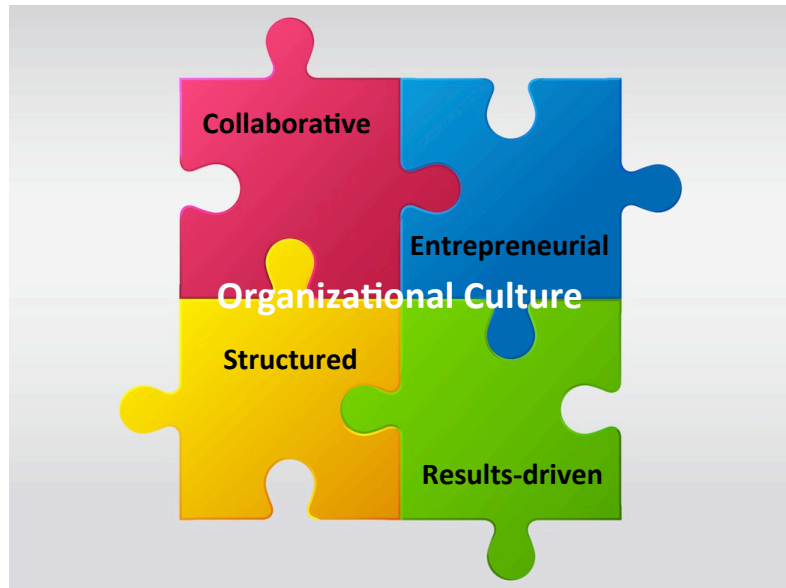 Collaborative
Entrepreneurial
Organizational Culture
Structured
Results-driven